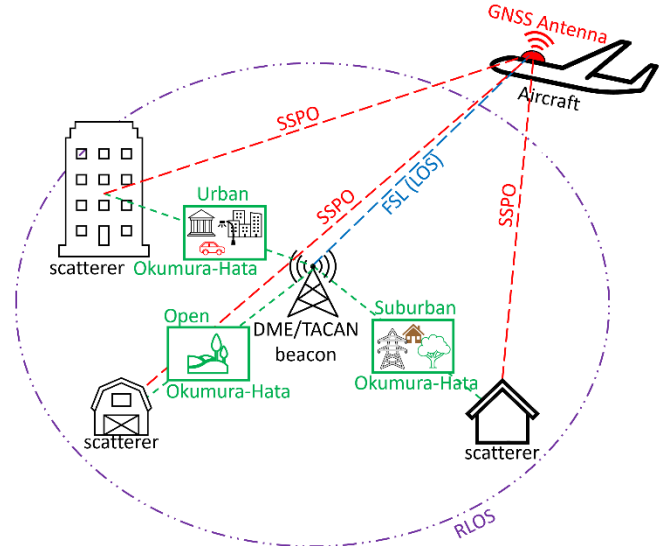 GNSS Antenna
Aircraft
SSPO
SSPO
FSL (LOS)
SSPO
Urban
scatterer
Okumura-Hata
Open
DME/TACAN
beacon
Suburban
Okumura-Hata
Okumura-Hata
scatterer
scatterer
RLOS